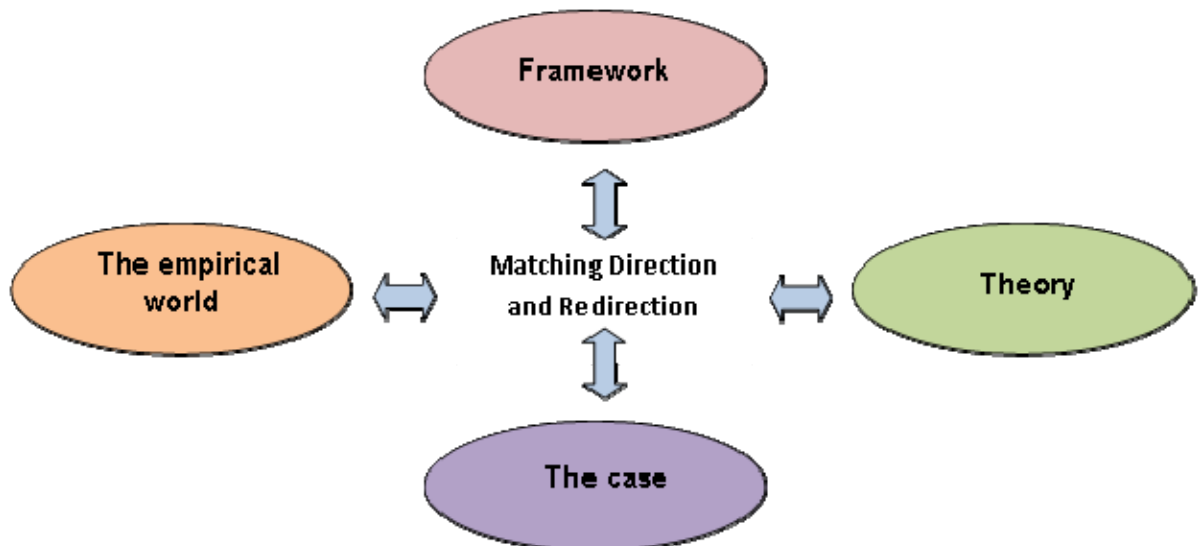 Framework
The empirical
world
Matching Direction
and Redirection
Theory
The case